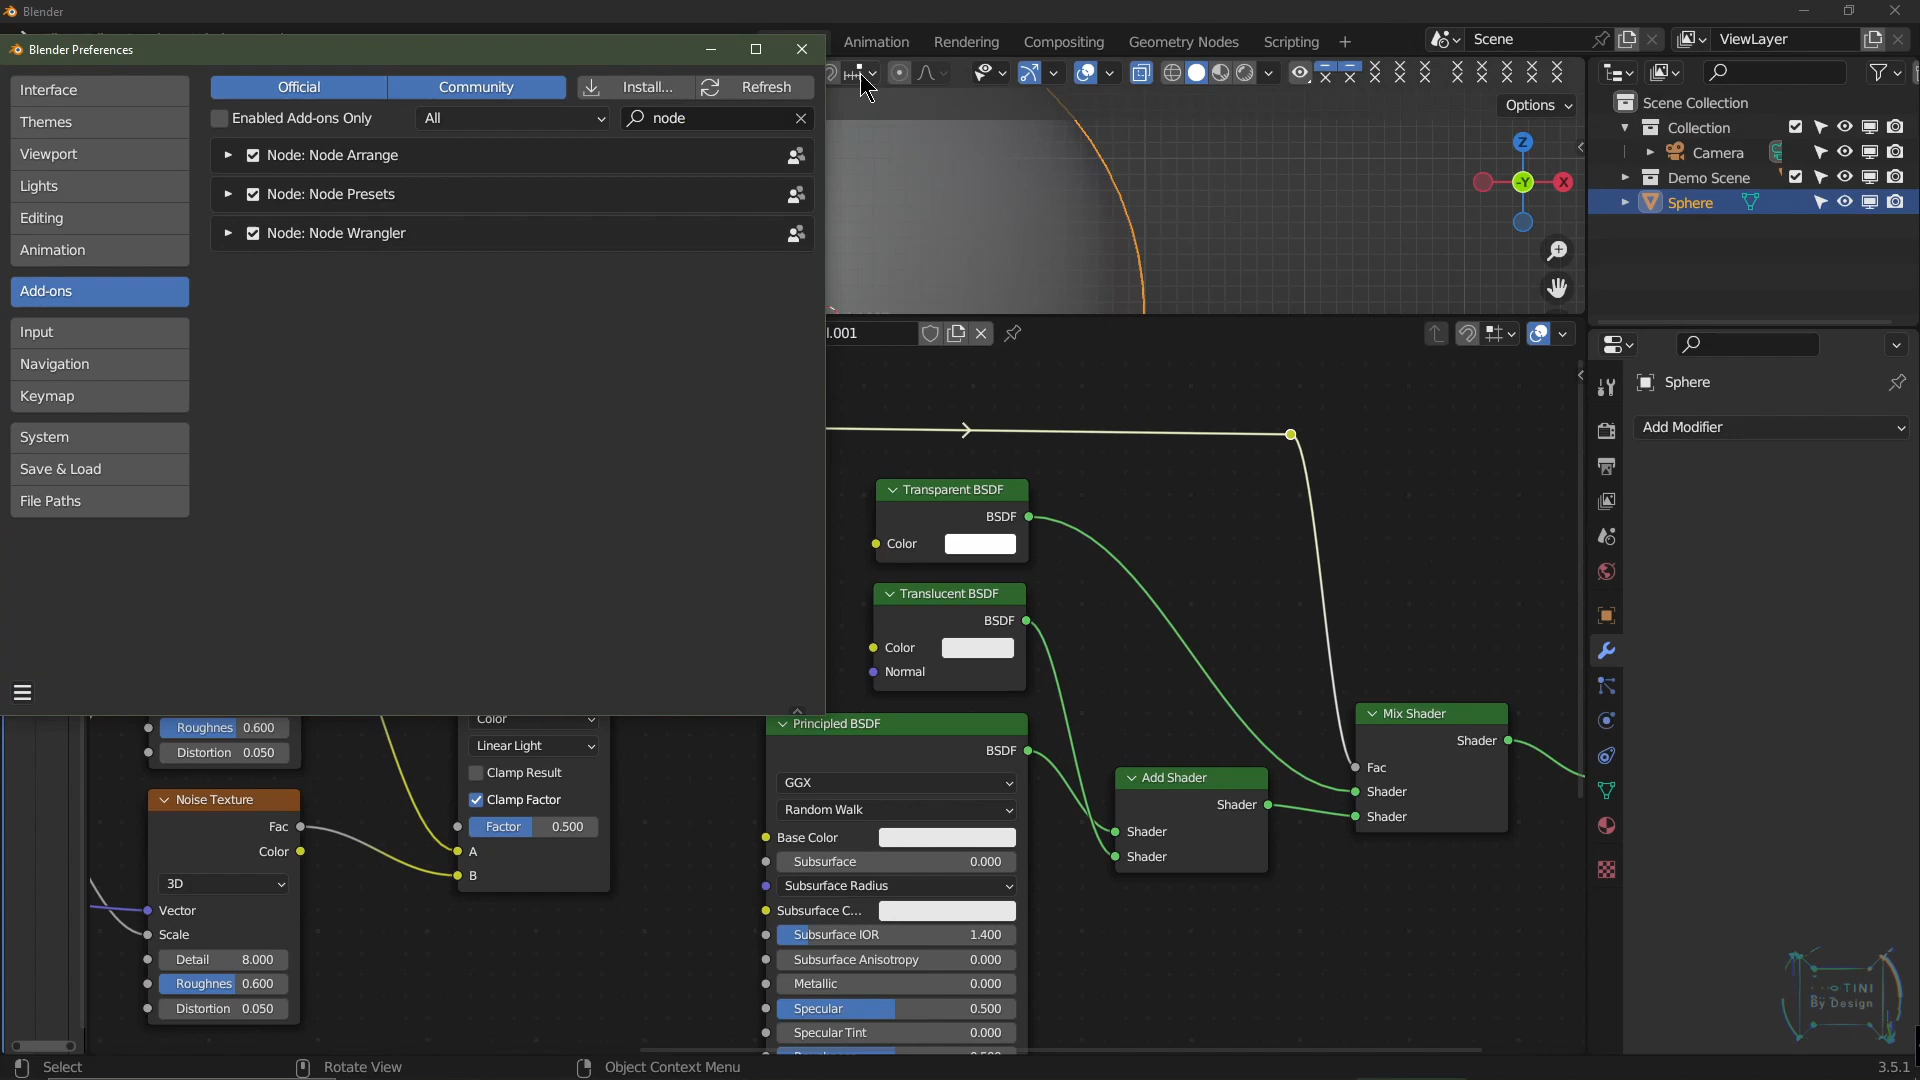 Blender
Blender Preferences
Animation
Rendering
Compositing
Geometry Nodes
Scripting
Scene
ViewLayer
Interface
Themes
Viewport
Lights
Editing
Animation
Add-ons
Input
Navigation
Keymap
System
Save & Load
File Paths
Official
Community
Install...
Refresh
Enabled Add-ons Only
All
node
Node: Node Arrange
Node: Node Presets
Node: Node Wrangler
Options
Z
-Y
X
Scene Collection
Collection
Camera
Demo Scene
Sphere
l.001
Sphere
Add Modifier
Transparent BSDF
BSDF
Color
Translucent BSDF
BSDF
Color
Normal
Roughnes 0.600
Distortion 0.050
Noise Texture
Fac
Color
3D
Vector
Scale
Detail 8.000
Roughnes 0.600
Distortion 0.050
Color
Linear Light
Clamp Result
Clamp Factor
Factor 0.500
A
B
Principled BSDF
BSDF
GGX
Random Walk
Base Color
Subsurface 0.000
Subsurface Radius
Subsurface C...
Subsurface IOR 1.400
Subsurface Anisotropy 0.000
Metallic 0.000
Specular 0.500
Specular Tint 0.000
Add Shader
Shader
Shader
Shader
Mix Shader
Shader
Fac
Shader
Shader
TINI
By Design
Select
Rotate View
Object Context Menu
3.5.1